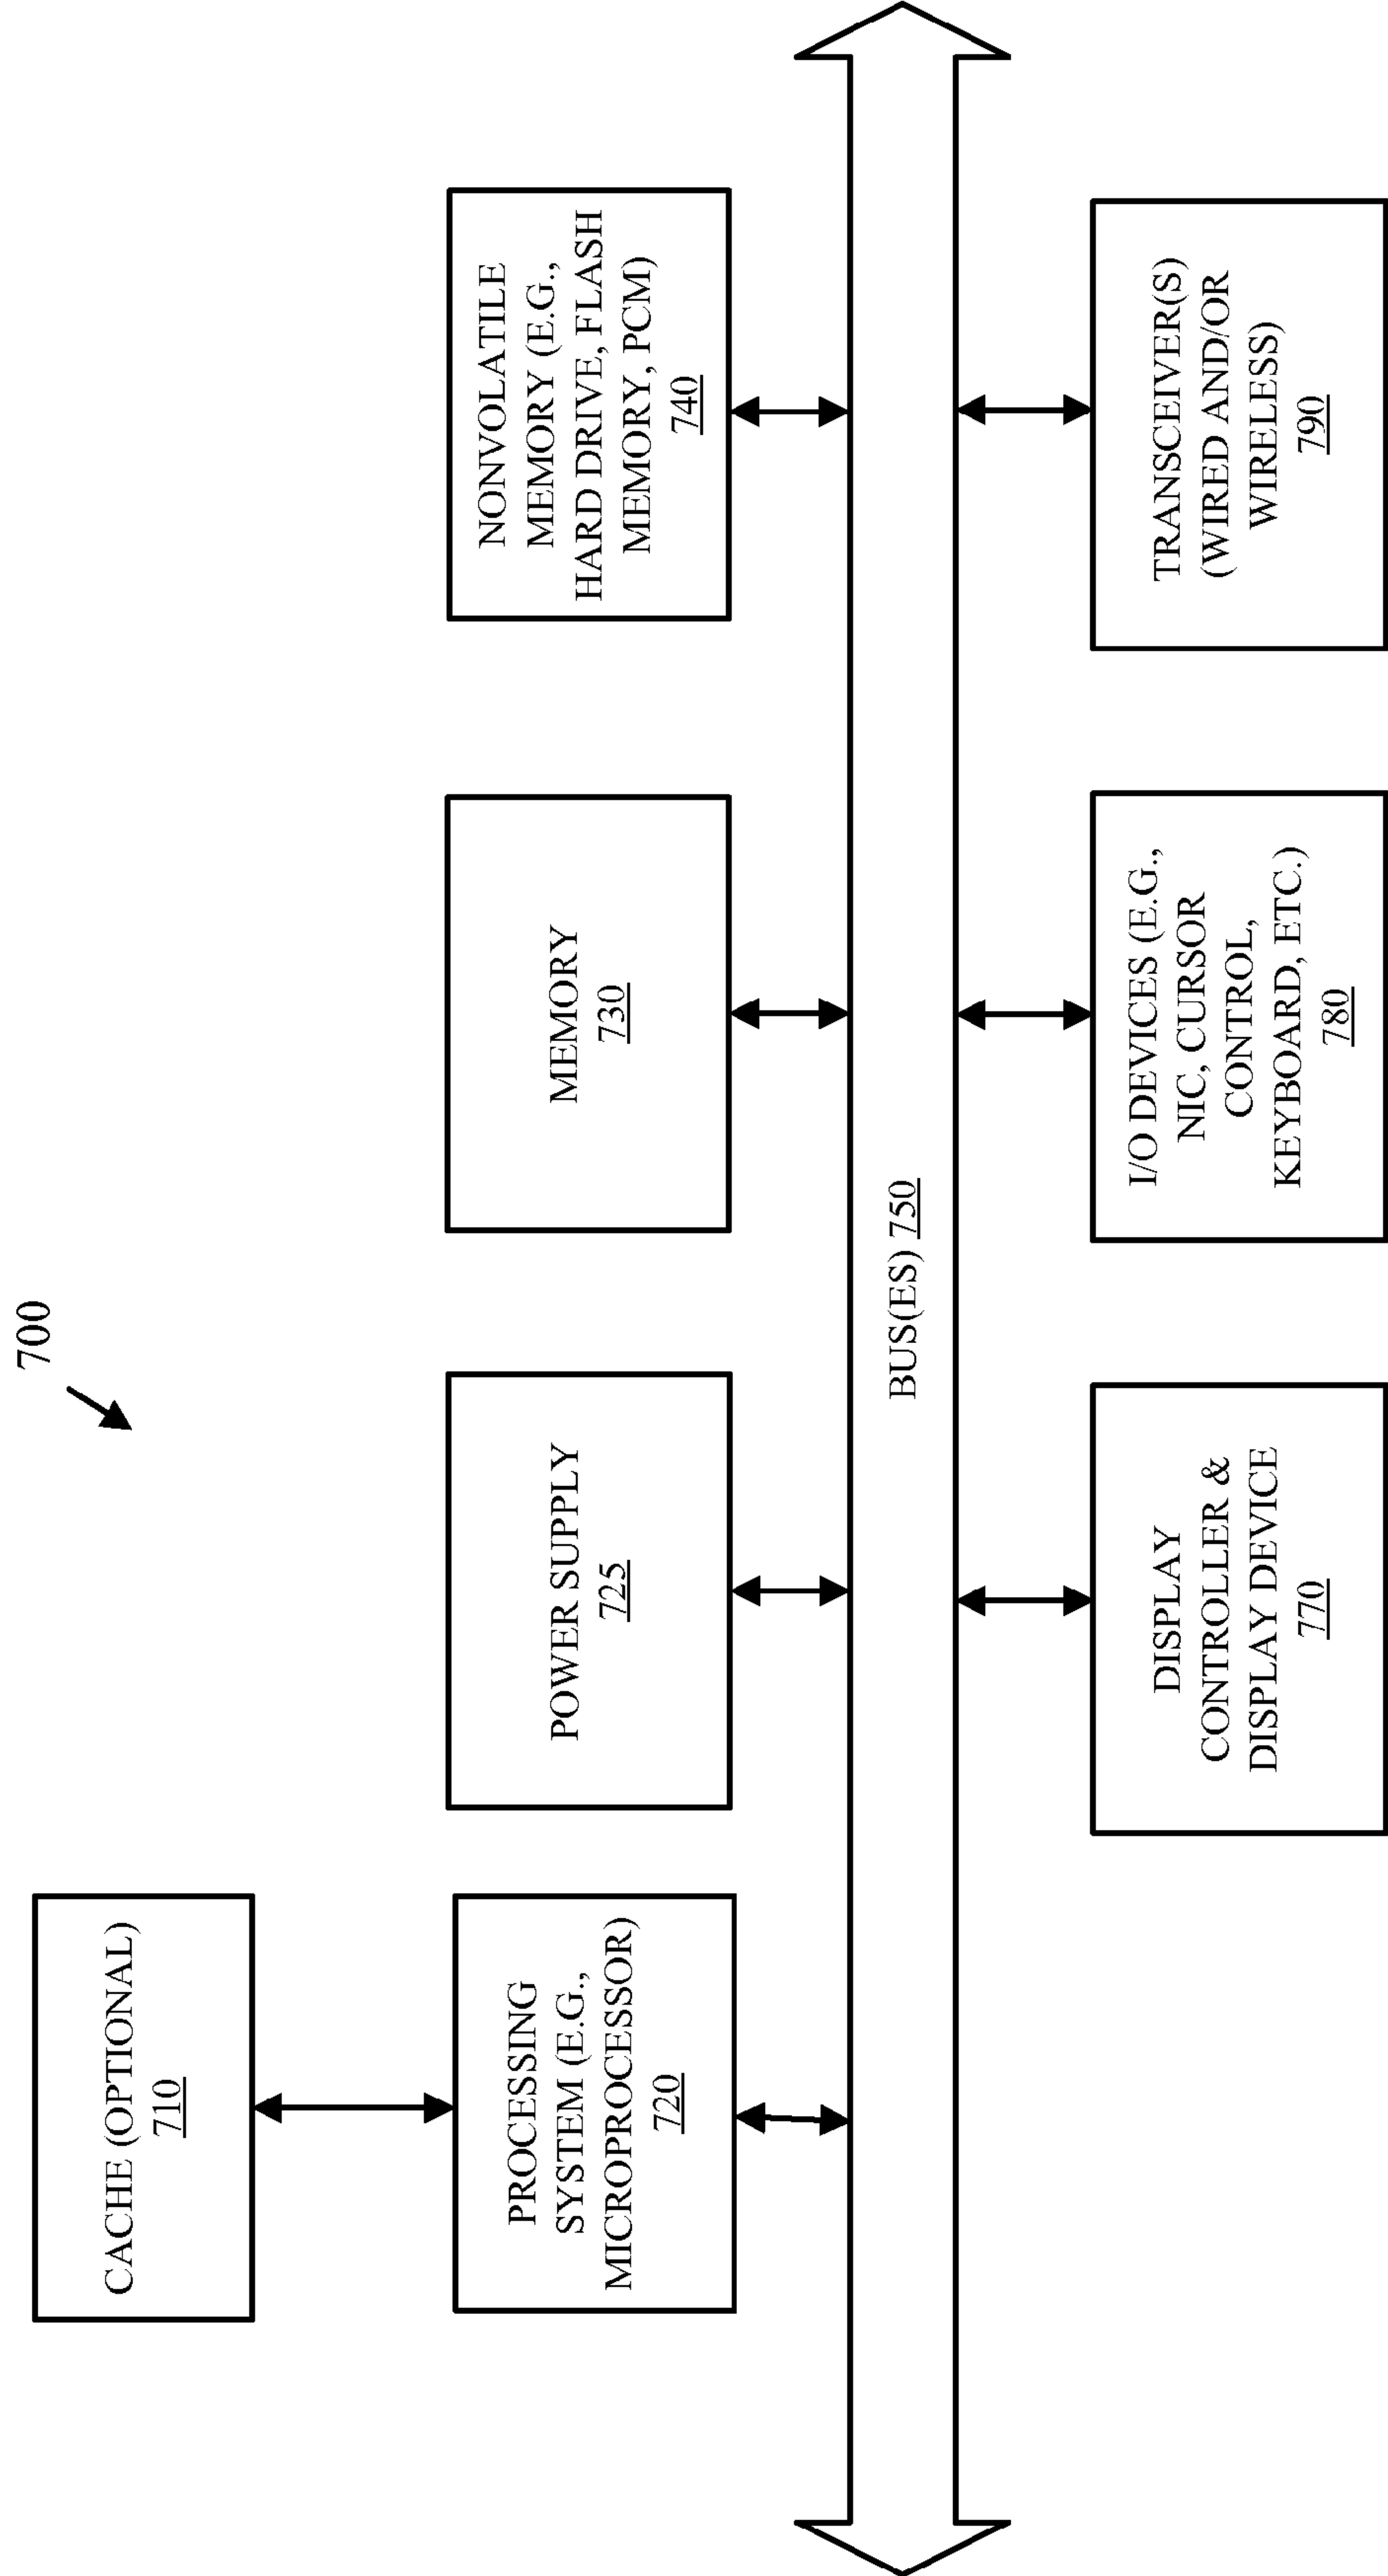 700
CACHE (OPTIONAL)
710
PROCESSING
SYSTEM (E.G.,
MICROPROCESSOR)
720
POWER SUPPLY
725
MEMORY
730
NONVOLATILE
MEMORY (E.G.,
HARD DRIVE, FLASH
MEMORY, PCM)
740
BUS(ES) 750
DISPLAY
CONTROLLER &
DISPLAY DEVICE
770
I/O DEVICES (E.G.,
NIC, CURSOR
CONTROL,
KEYBOARD, ETC.)
780
TRANSCEIVER(S)
(WIRED AND/OR
WIRELESS)
790